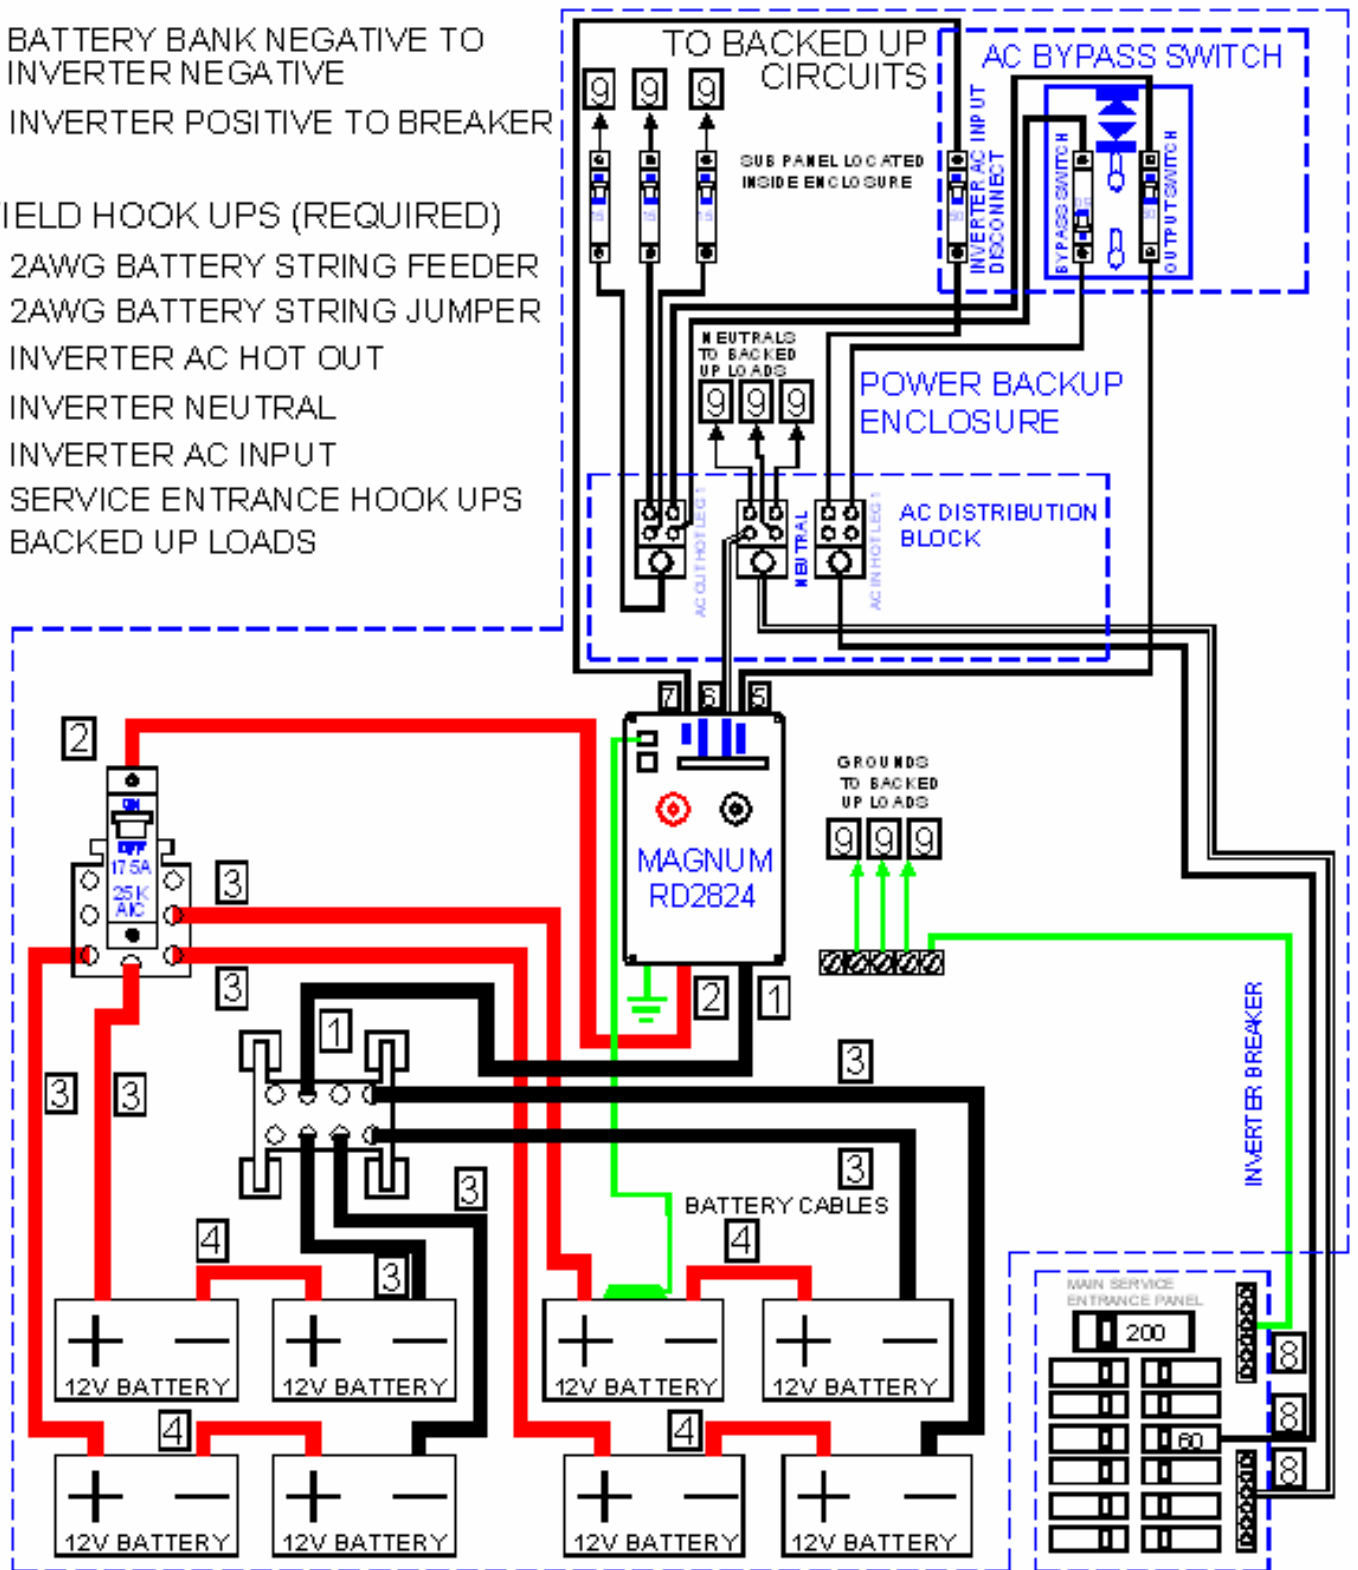 BATTERY BANK NEGATIVE TO
INVERTER NEGATIVE
INVERTER POSITIVE TO BREAKER
IELD HOOK UPS (REQUIRED)
2AWG BATTERY STRING FEEDER
2AWG BATTERY STRING JUMPER
INVERTER AC HOT OUT
INVERTER NEUTRAL
INVERTER AC INPUT
SERVICE ENTRANCE HOOK UPS
BACKED UP LOADS
TO BACKED UP
CIRCUITS
9 9 9
SUB PANEL LOCATED
INSIDE ENCLOSURE
15 15 15
AC BYPASS SWITCH
INVERTER AC INPUT
DISCONNECT
60
BYPASS SWITCH
60
OUTPUT SWITCH
60
NEUTRALS
TO BACKED
UP LOADS
9 9 9
POWER BACKUP
ENCLOSURE
AC OUT HOT LEG 1
NEUTRAL
AC IN HOT LEG 1
AC DISTRIBUTION
BLOCK
7 6 5
2
ON
OFF
175A
25K
AIC
3
3
3
3
MAGNUM
RD2824
2
1
GROUNDS
TO BACKED
UP LOADS
9 9 9
INVERTER BREAKER
1
3
3
3
3
BATTERY CABLES
4
4
12V BATTERY
12V BATTERY
12V BATTERY
12V BATTERY
4
4
12V BATTERY
12V BATTERY
12V BATTERY
12V BATTERY
MAIN SERVICE
ENTRANCE PANEL
200
60
8
8
8